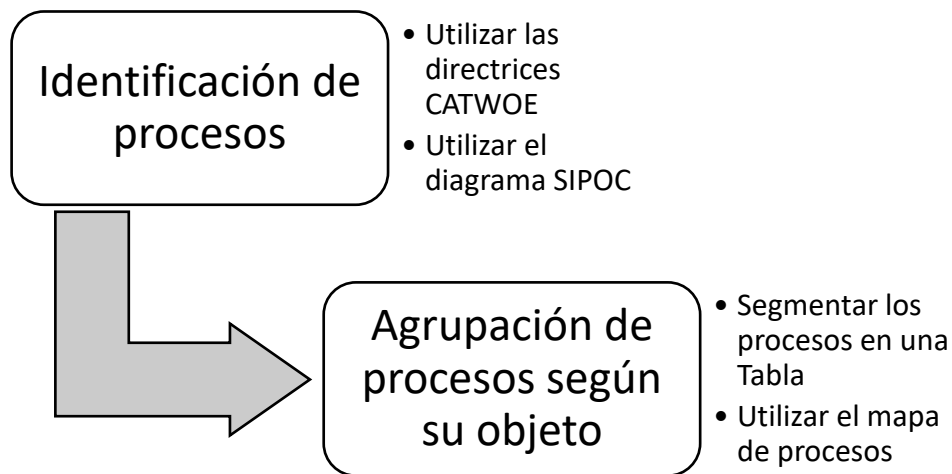 Identificación de
procesos
• Utilizar las
directrices
CATWOE
• Utilizar el
diagrama SIPOC
Agrupación de
procesos según
su objeto
• Segmentar los
procesos en una
Tabla
• Utilizar el mapa
de procesos